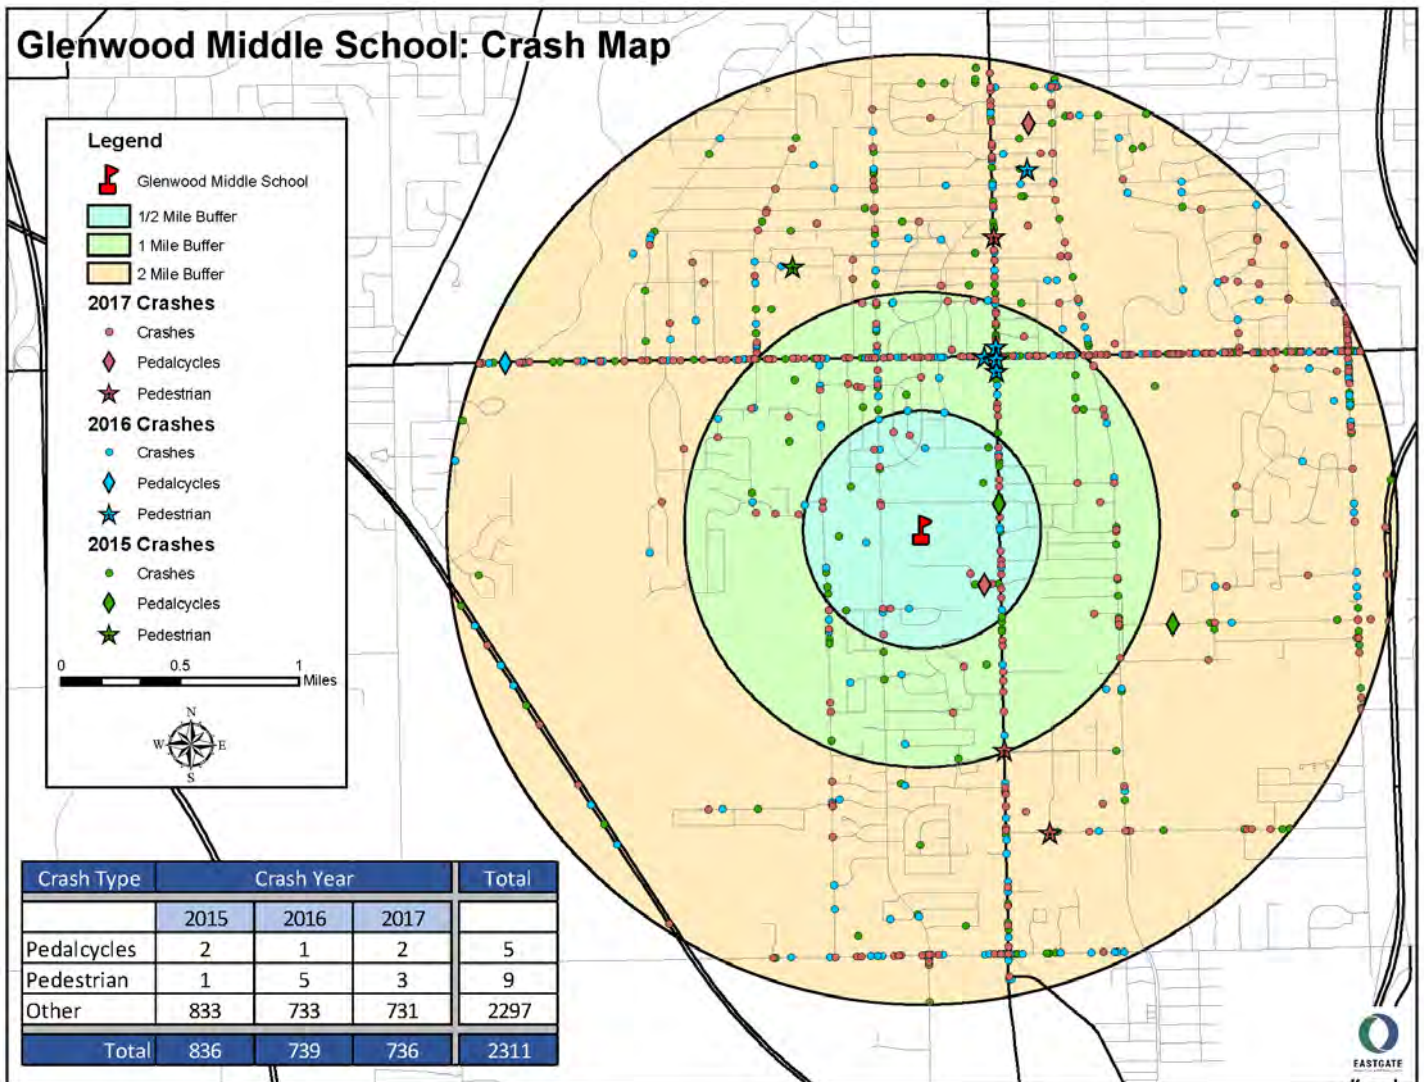 Glenwood Middle School: Crash Map
Legend
Glenwood Middle School
1/2 Mile Buffer
1 Mile Buffer
2 Mile Buffer
2017 Crashes
Crashes
Pedalcycles
Pedestrian
2016 Crashes
Crashes
Pedalcycles
Pedestrian
2015 Crashes
Crashes
Pedalcycles
Pedestrian
0 0.5 1
Miles
N
W E
S
Crash Type Crash Year Total
2015 2016 2017
Pedalcycles 2 1 2 5
Pedestrian 1 5 3 9
Other 833 733 731 2297
Total 836 739 736 2311
EASTGATE